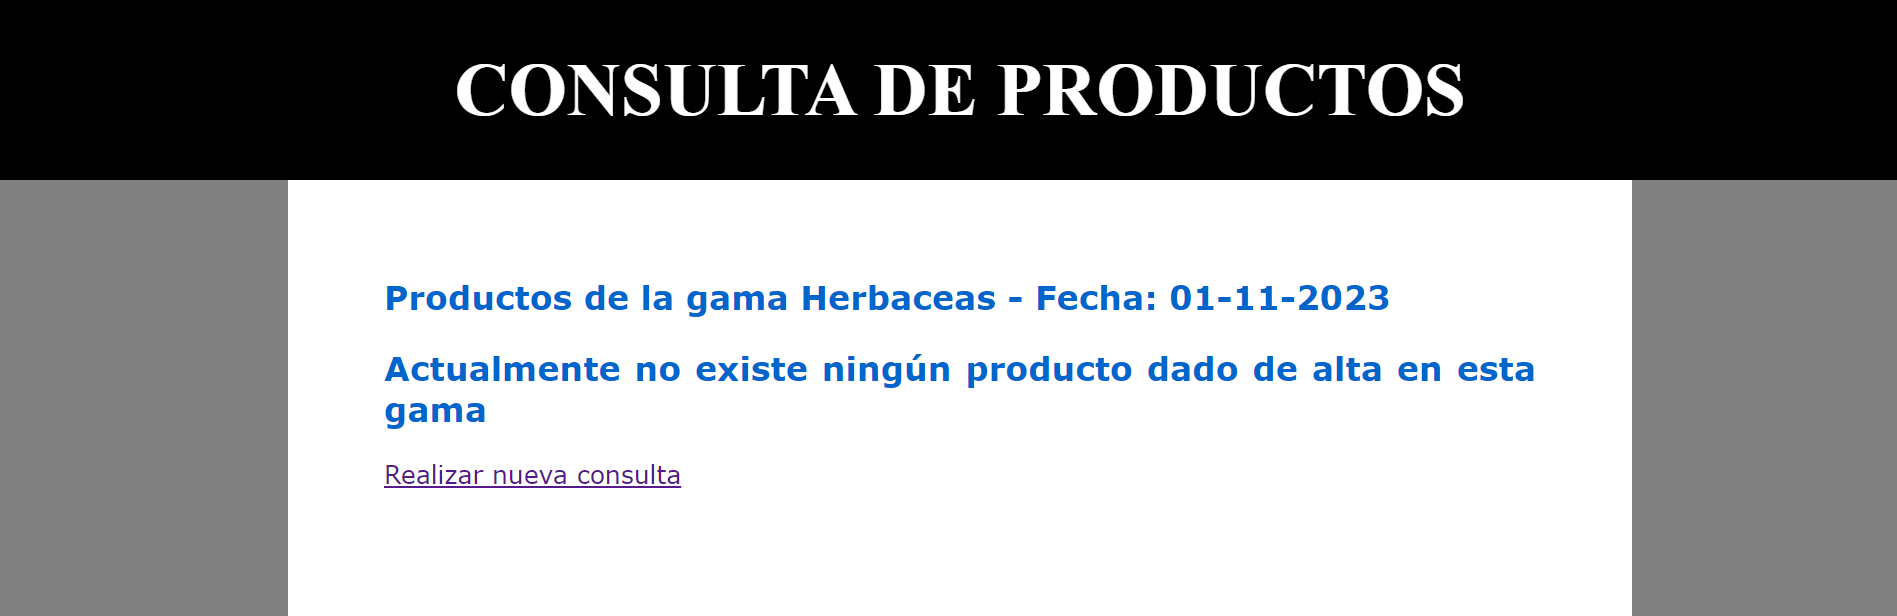 CONSULTA DE PRODUCTOS
Productos de la gama Herbaceas - Fecha: 01-11-2023
Actualmente no existe ningún producto dado de alta en esta
gama
Realizar nueva consulta